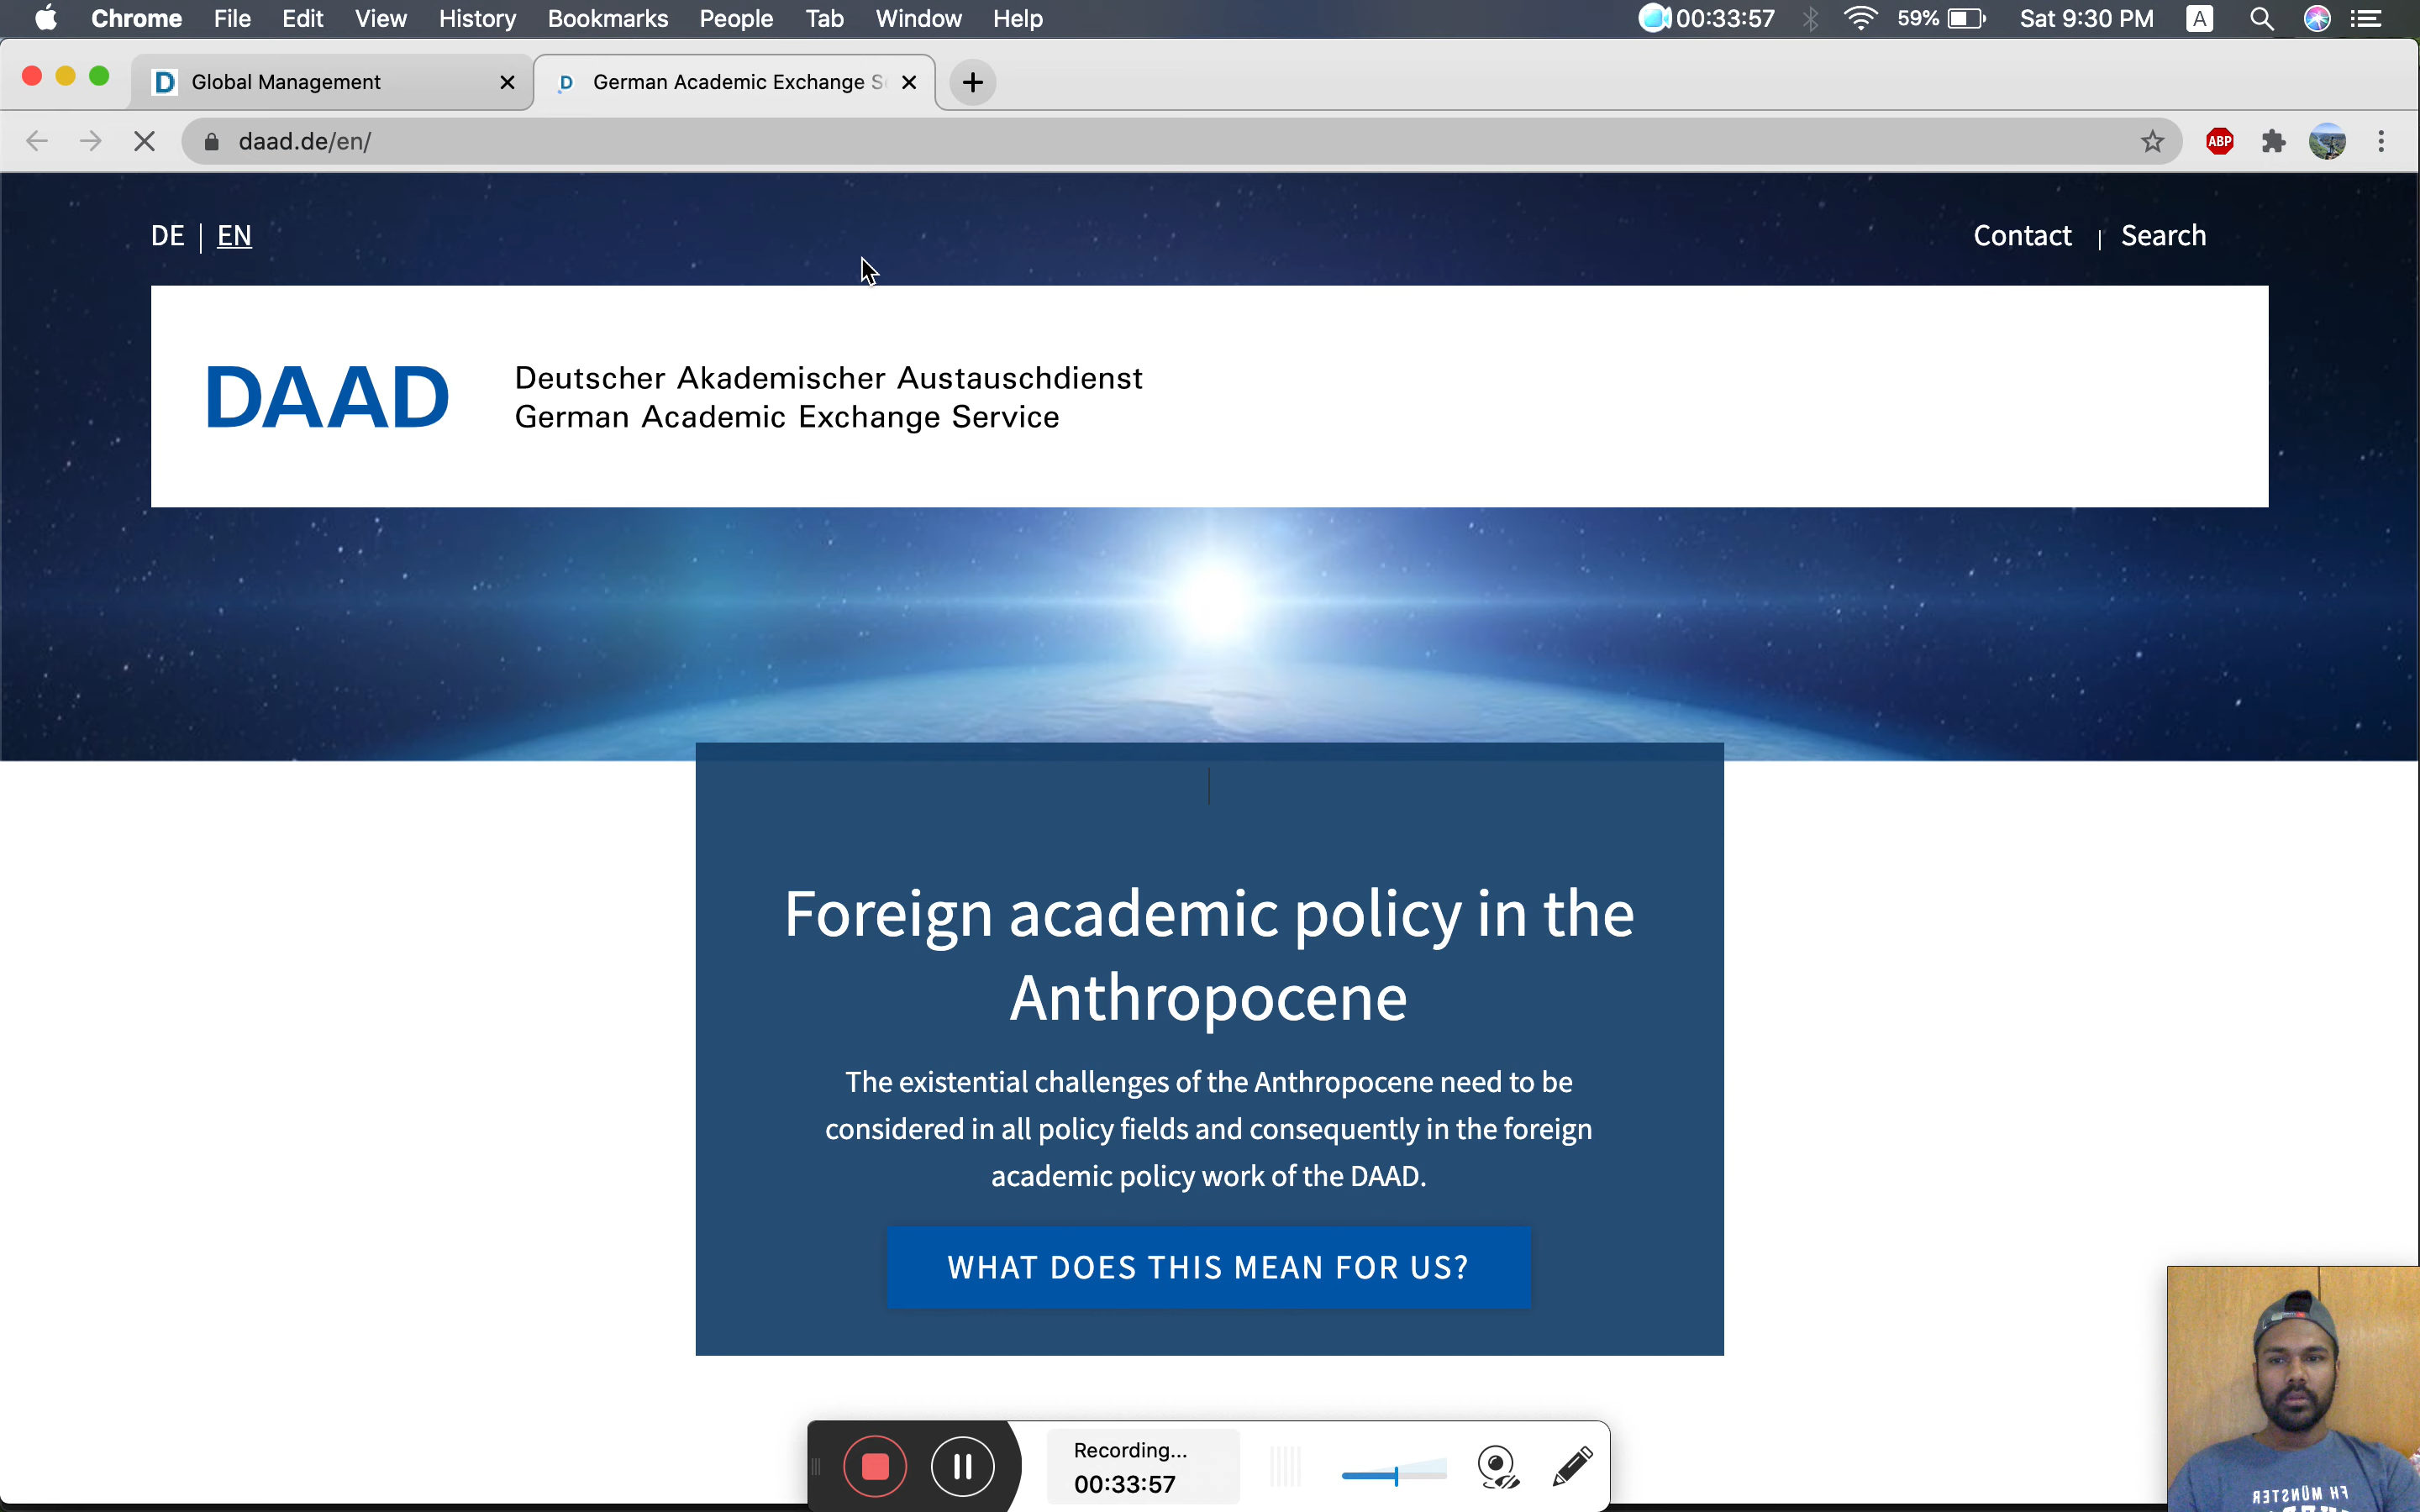 Chrome File Edit View History Bookmarks People Tab Window Help 00:33:57 59% Sat 9:30 PM A
Global Management
German Academic Exchange S
daad.de/en/
ABP
DE | EN
Contact | Search
DAAD
Deutscher Akademischer Austauschdienst
German Academic Exchange Service
Foreign academic policy in the
Anthropocene
The existential challenges of the Anthropocene need to be
considered in all policy fields and consequently in the foreign
academic policy work of the DAAD.
WHAT DOES THIS MEAN FOR US?
Recording...
00:33:57
FH MÜNSTER